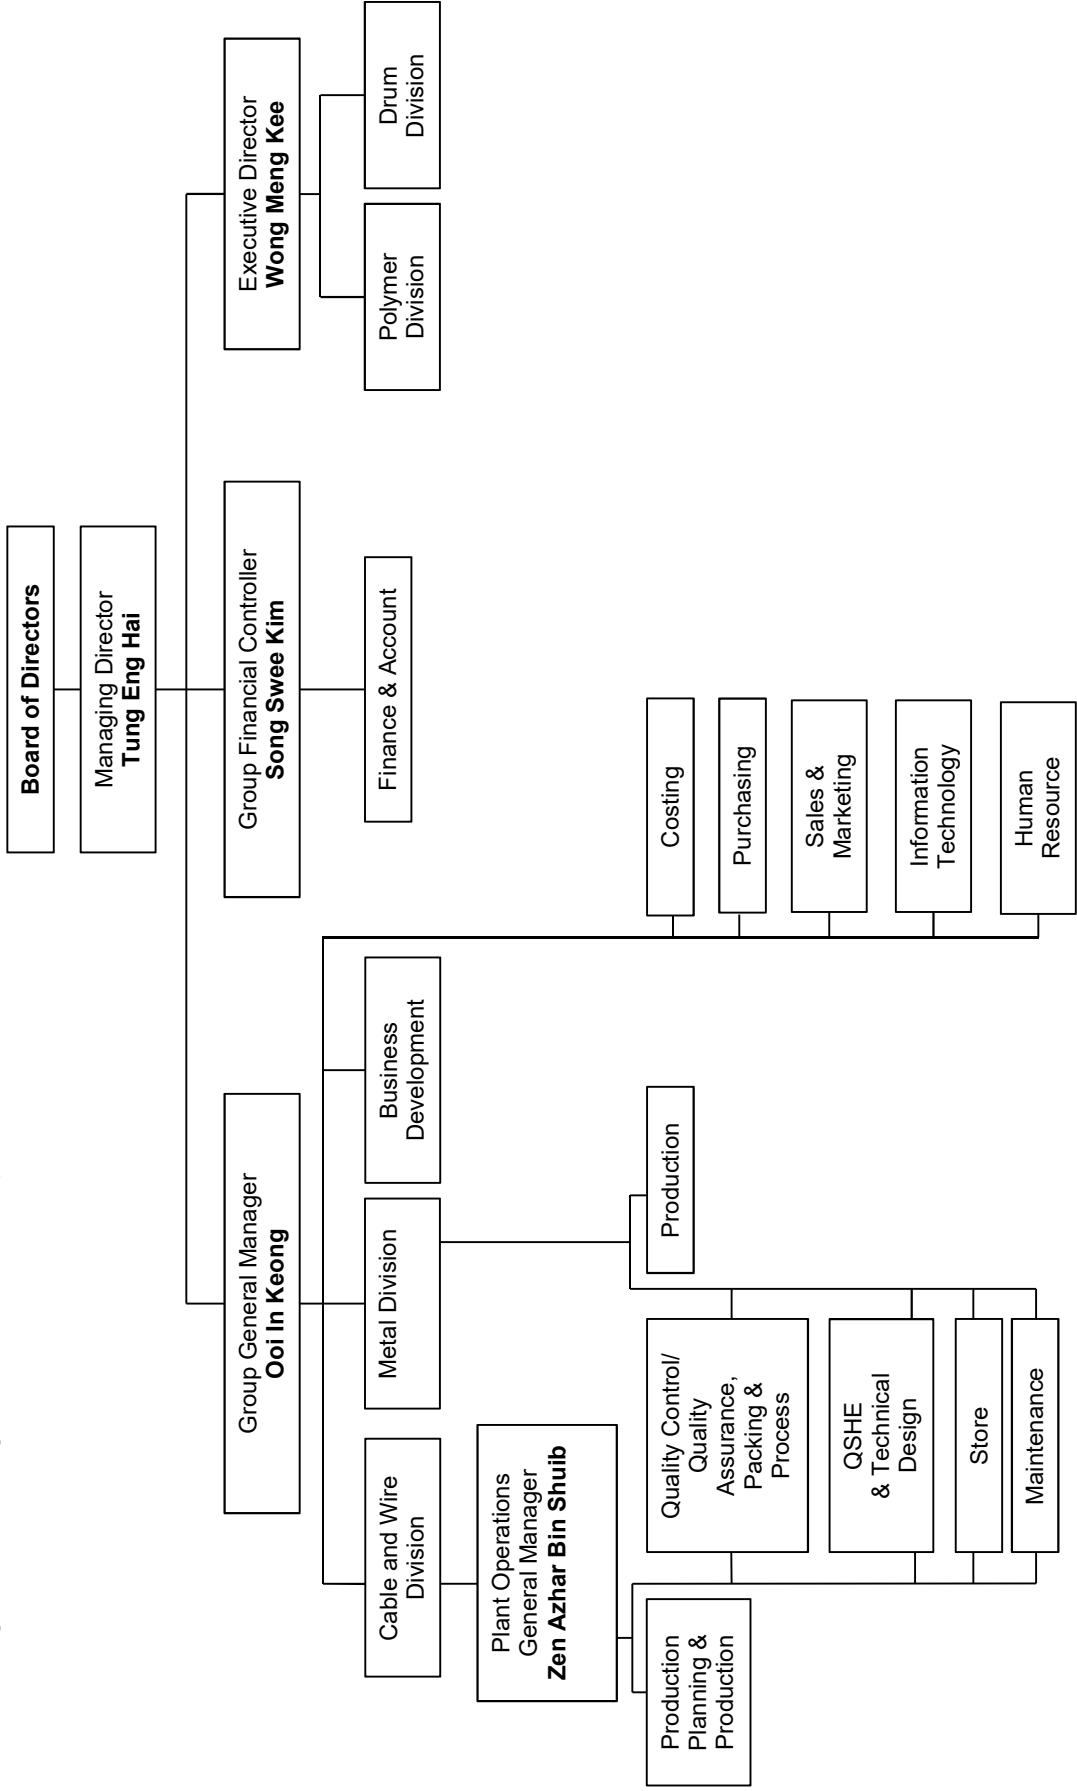 Board of Directors
Managing Director
Tung Eng Hai
Group General Manager
Ooi In Keong
Group Financial Controller
Song Swee Kim
Executive Director
Wong Meng Kee
Cable and Wire
Division
Metal Division
Business
Development
Finance & Account
Polymer
Division
Drum
Division
Plant Operations
General Manager
Zen Azhar Bin Shuib
Production
Planning &
Production
Quality Control/
Quality
Assurance,
Packing &
Process
QSHE
& Technical
Design
Store
Maintenance
Production
Costing
Purchasing
Sales &
Marketing
Information
Technology
Human
Resource